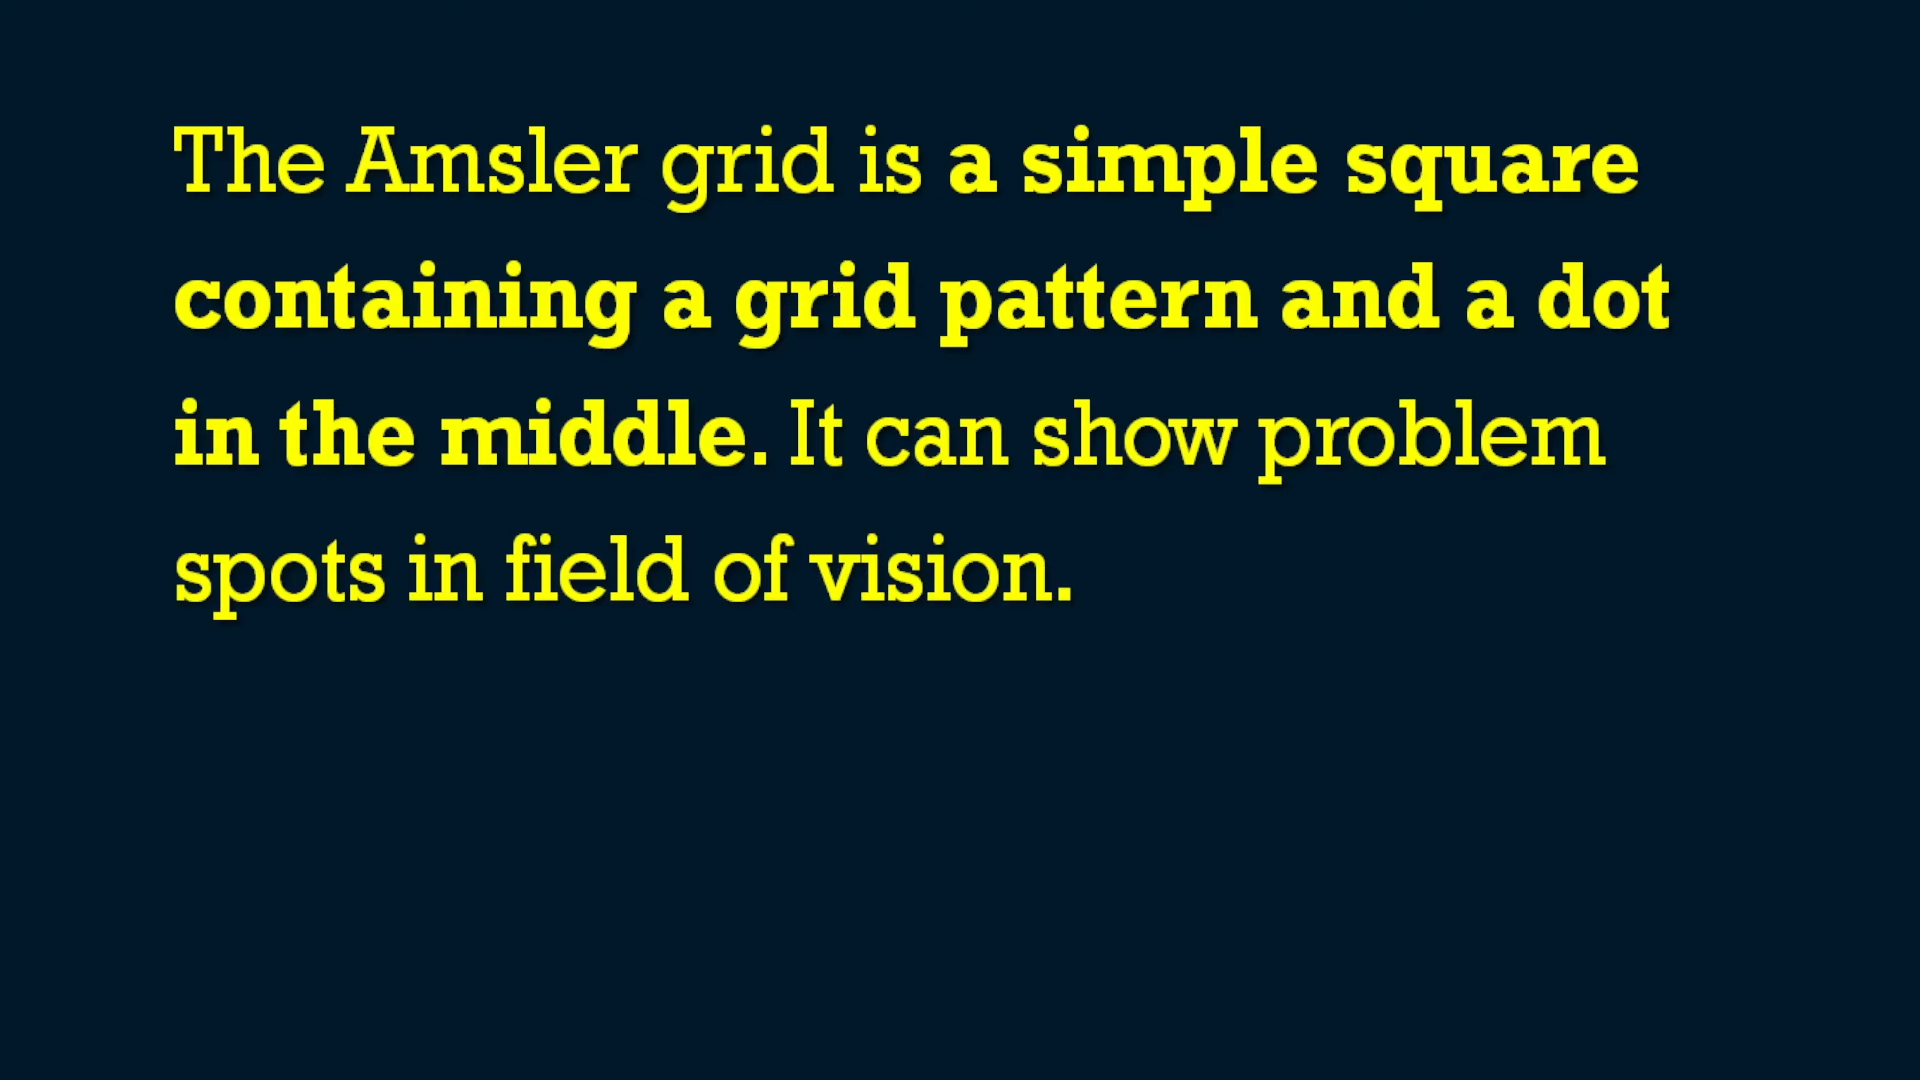 The Amsler grid is a simple square
containing a grid pattern and a dot
in the middle. It can show problem
spots in field of vision.